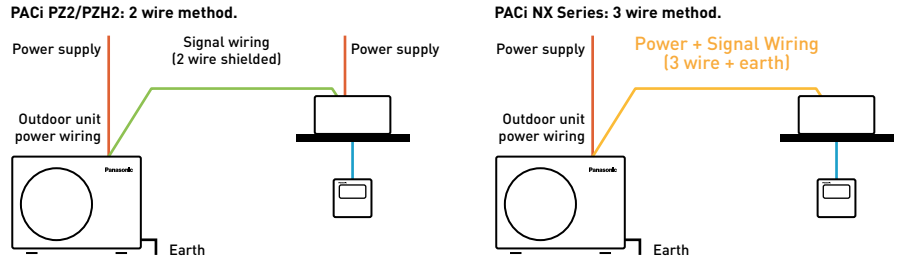 PACi PZ2/PZH2: 2 wire method.
Power supply
Signal wiring
(2 wire shielded)
Power supply
Outdoor unit
power wiring
Panasonic
Earth
PACi NX Series: 3 wire method.
Power supply
Power + Signal Wiring
(3 wire + earth)
Outdoor unit
power wiring
Panasonic
Earth